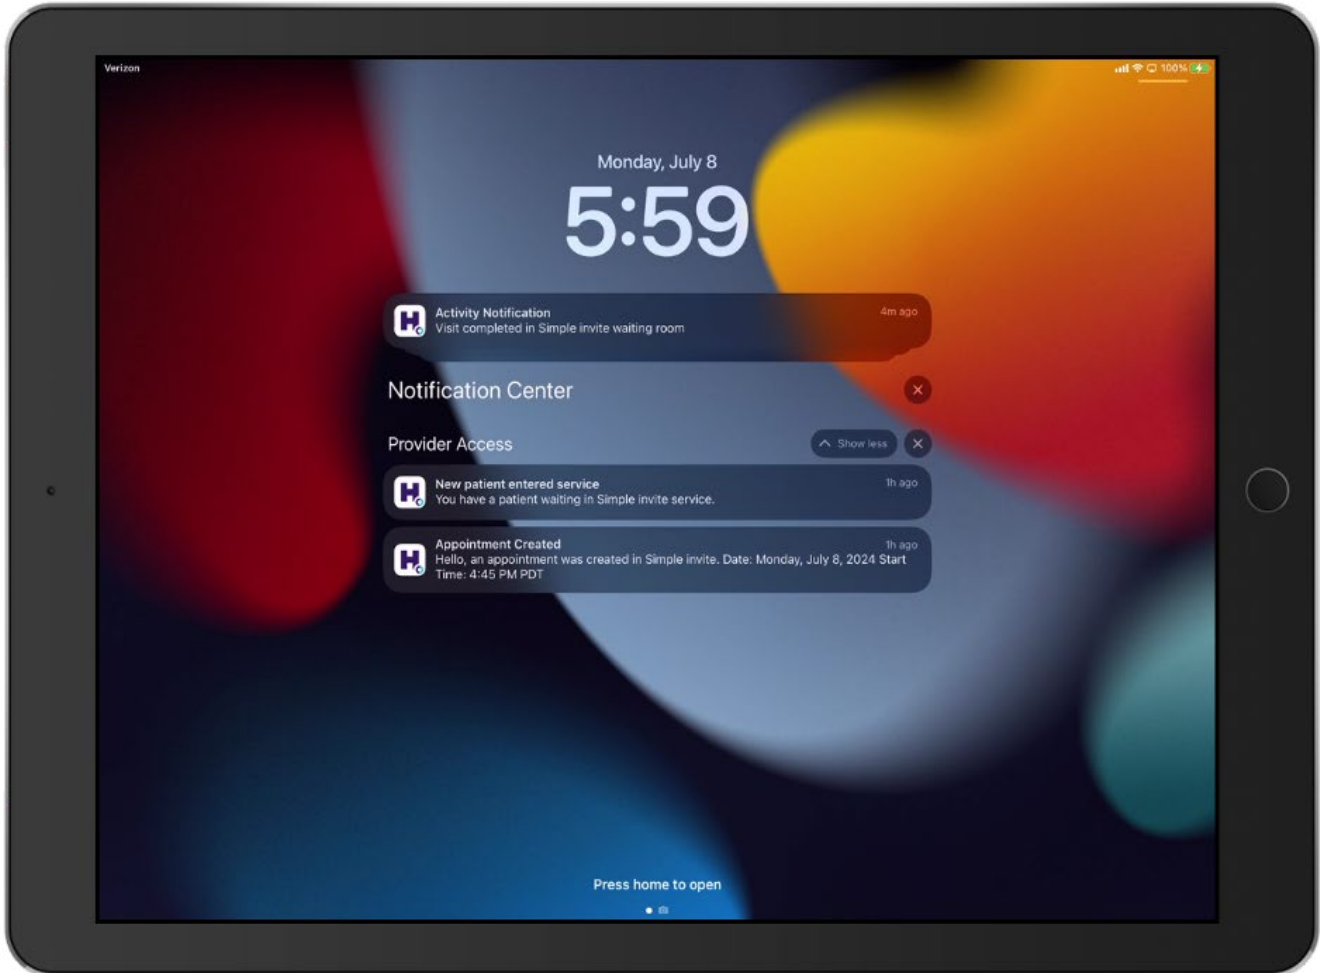 Verizon
100%
Monday, July 8
5:59
Activity Notification
4m ago
Visit completed in Simple invite waiting room
Notification Center
Provider Access
Show less
New patient entered service
1h ago
You have a patient waiting in Simple invite service.
Appointment Created
1h ago
Hello, an appointment was created in Simple invite. Date: Monday, July 8, 2024 Start
Time: 4:45 PM PDT
Press home to open